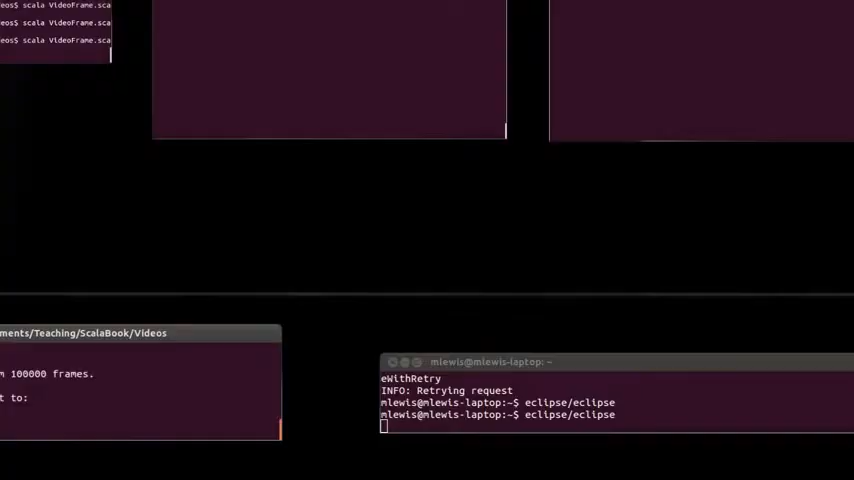 eos$ scala VideoFrame.sca
eos$ scala VideoFrame.sca
eos$ scala VideoFrame.sca
ments/Teaching/ScalaBook/Videos
m 100000 frames.
t to:
mlewis@mlewis-laptop: ~
eWithRetry
INFO: Retrying request
mlewis@mlewis-laptop:~$ eclipse/eclipse
mlewis@mlewis-laptop:~$ eclipse/eclipse